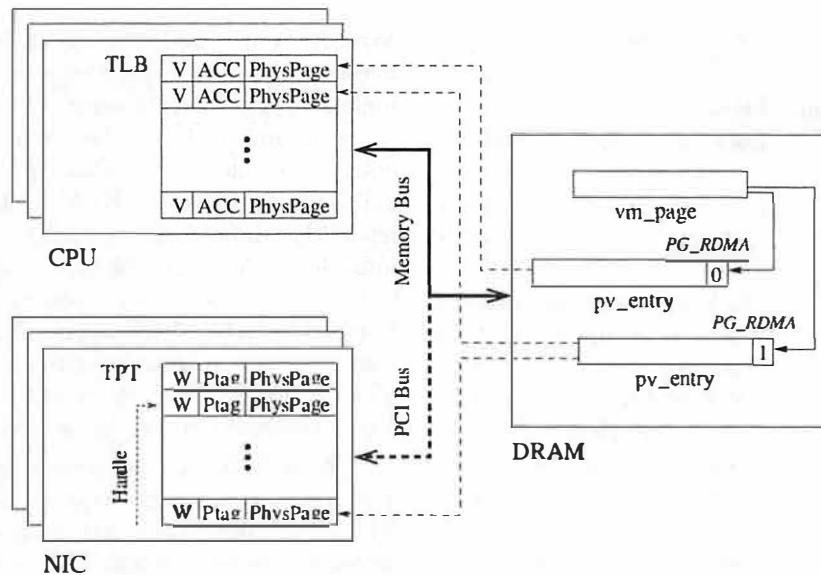 TLB
V ACC PhysPage
V ACC PhysPage
V ACC PhysPage
CPU
Memory Bus
PCI Bus
TPT
W Ptag PhysPage
W Ptag PhysPage
W Ptag PhysPage
Handle
NIC
vm_page
PG_RDMA
0
pv_entry
PG_RDMA
1
pv_entry
DRAM